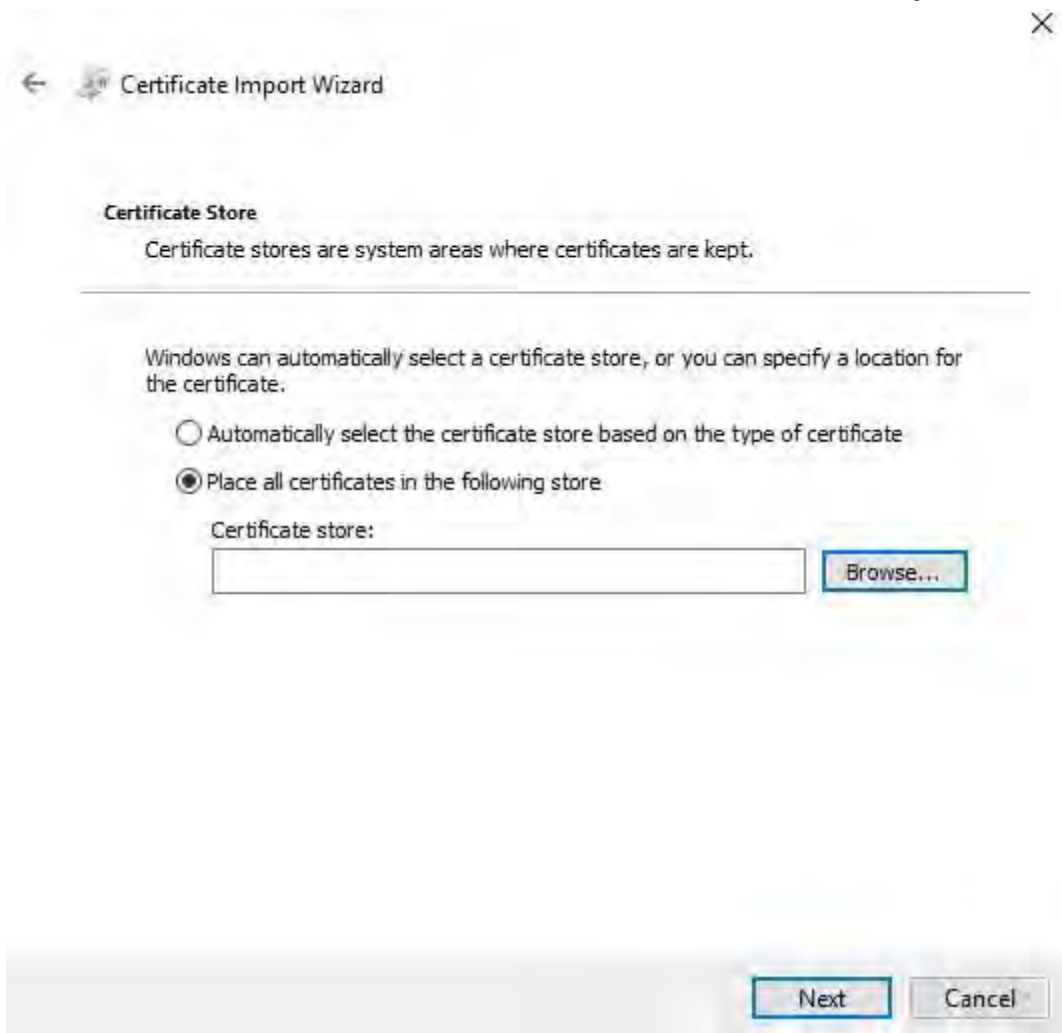 Certificate Import Wizard
Certificate Store
Certificate stores are system areas where certificates are kept.
Windows can automatically select a certificate store, or you can specify a location for
the certificate.
Automatically select the certificate store based on the type of certificate
Place all certificates in the following store
Certificate store:
Browse...
Next
Cancel